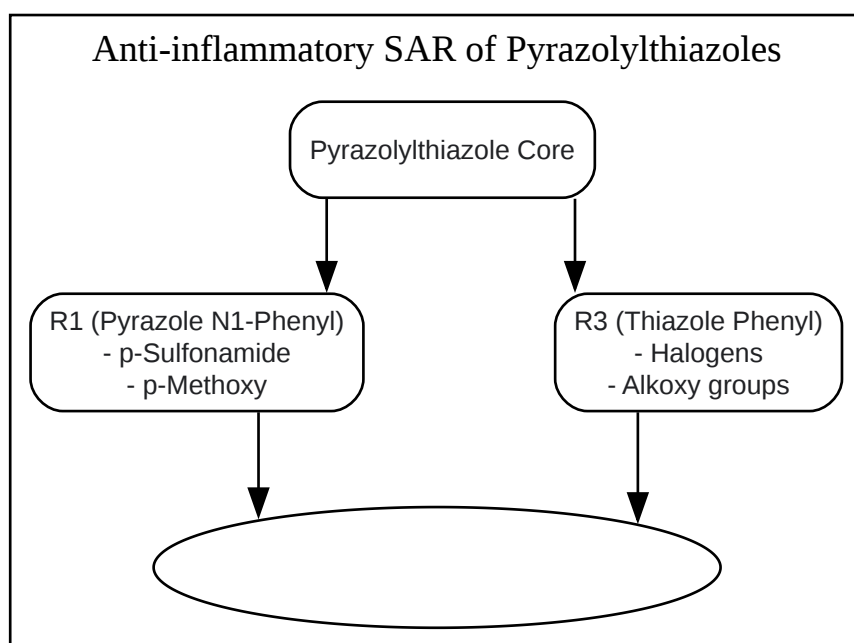 Anti-inflammatory SAR of Pyrazolylthiazoles
Pyrazolylthiazole Core
R1 (Pyrazole N1-Phenyl)
- p-Sulfonamide
- p-Methoxy
R3 (Thiazole Phenyl)
- Halogens
- Alkoxy groups